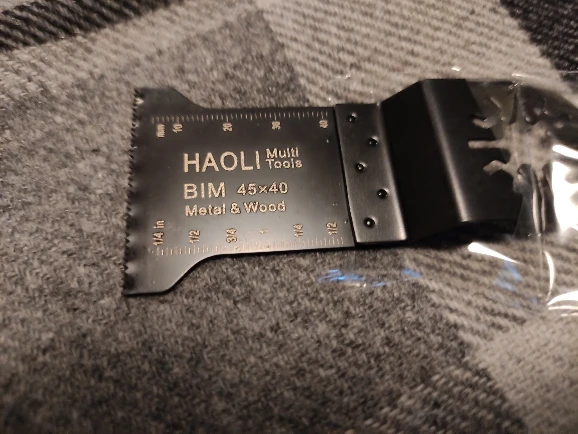 mm 10 20 30 40
HAOLI Multi Tools
BIM 45×40
Metal & Wood
1/4 in 1/2 3/4 1 1/4 1/2